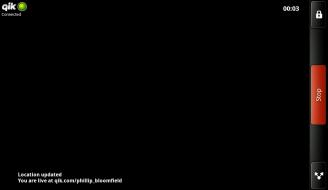 qik
Connected
00:03
Stop
Location updated
You are live at qik.com/phillip_bloomfield